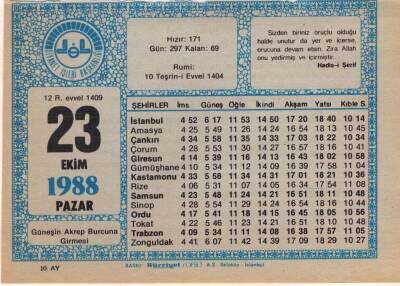 DİYANET İŞLERİ BAŞKANLIĞI
Hızır: 171
Gün: 297 Kalan: 69
Rumi:
10 Teşrin-i Evvel 1404
Sizden biriniz oruçlu olduğu
halde unutur da yer ve içerse,
orucuna devam etsin. Zira Allah
onu yedirmiş ve içirmiştir.
Hadis-i Şerif
12 R. evvel 1409
23
EKİM
1988
PAZAR
Güneşin Akrep Burcuna
Girmesi
10. AY
ŞEHİRLER İms Güneş Öğle İkindi Akşam Yatsı Kıble S.
İstanbul 4 52 6 17 11 53 14 50 17 20 18 40 10 14
Amasya 4 25 5 49 11 26 14 24 16 54 18 13 10 45
Çankırı 4 34 5 58 11 35 14 33 17 03 18 22 10 34
Çorum 4 28 5 53 11 30 14 27 16 57 18 16 10 41
Giresun 4 14 5 39 11 16 14 13 16 43 18 02 10 58
Gümüşhane 4 10 5 34 11 12 14 10 16 40 17 59 11 02
Kastamonu 4 33 5 58 11 34 14 31 17 01 18 21 10 36
Rize 4 06 5 31 11 07 14 05 16 34 17 54 11 08
Samsun 4 23 5 48 11 24 14 21 16 51 18 11 10 48
Sinop 4 28 5 54 11 29 14 24 16 54 18 14 10 44
Ordu 4 17 5 41 11 18 14 15 16 45 18 05 10 56
Tokat 4 22 5 46 11 23 14 21 16 51 18 10 10 48
Trabzon 4 09 5 34 11 11 14 08 16 38 17 57 11 05
Zonguldak 4 41 6 07 11 42 14 39 17 09 18 29 10 27
BASKI: Hürriyet OFSET A.Ş. Sefaköy - İstanbul